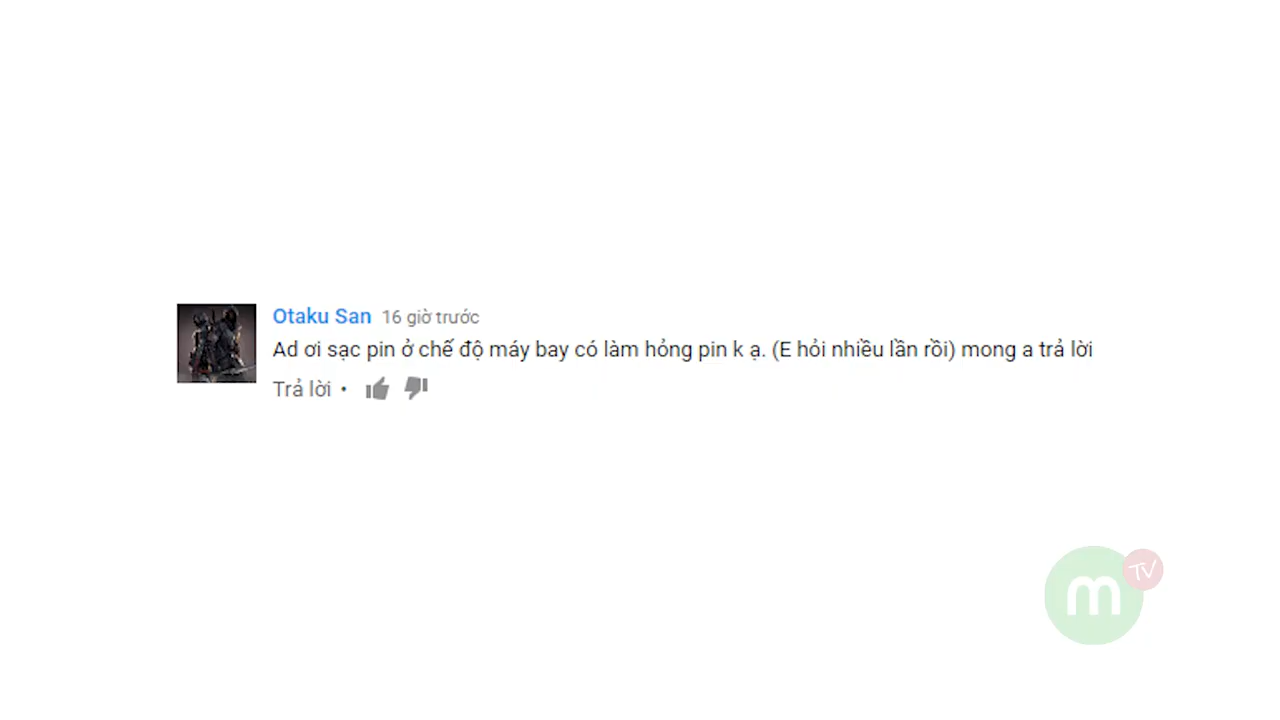 Otaku San 16 giờ trước
Ad ơi sạc pin ở chế độ máy bay có làm hỏng pin k ạ. (E hỏi nhiều lần rồi) mong a trả lời
Trả lời •
m TV